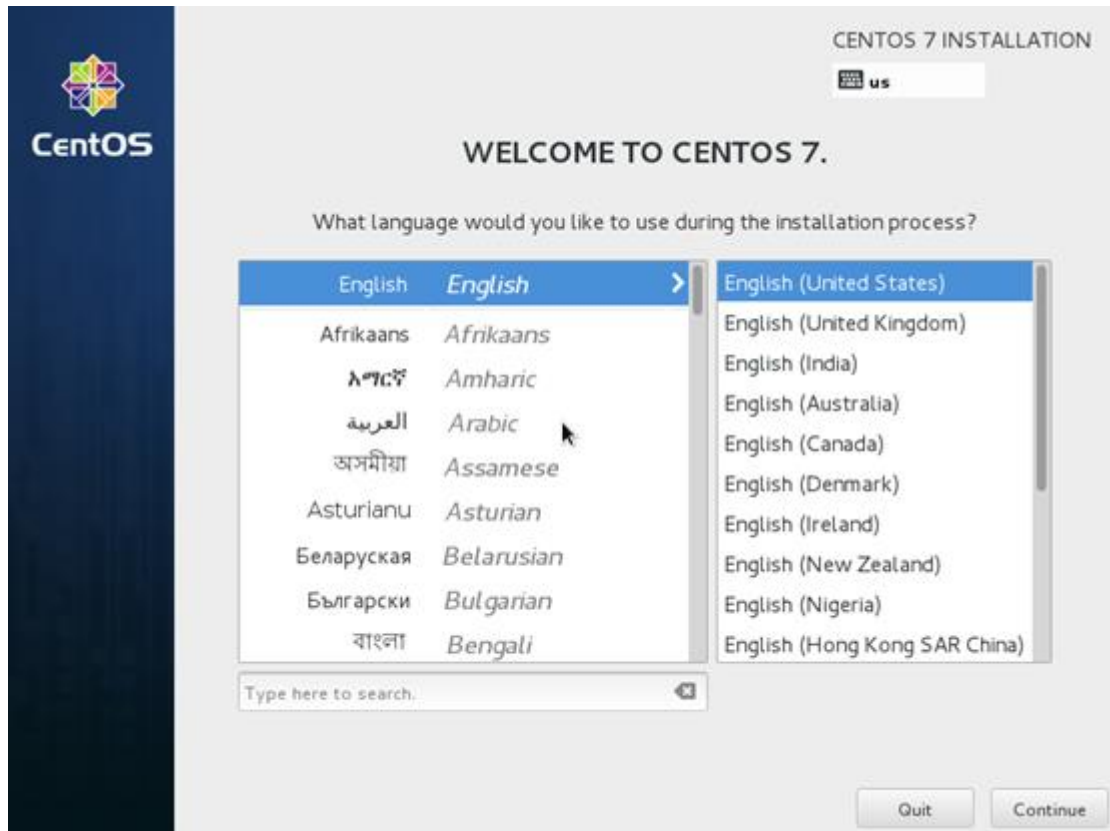 CentOS
CENTOS 7 INSTALLATION
us
WELCOME TO CENTOS 7.
What language would you like to use during the installation process?
English English
Afrikaans Afrikaans
አማርኛ Amharic
العربية Arabic
অসমীয়া Assamese
Asturianu Asturian
Беларуская Belarusian
Български Bulgarian
বাংলা Bengali
English (United States)
English (United Kingdom)
English (India)
English (Australia)
English (Canada)
English (Denmark)
English (Ireland)
English (New Zealand)
English (Nigeria)
English (Hong Kong SAR China)
Type here to search.
Quit
Continue